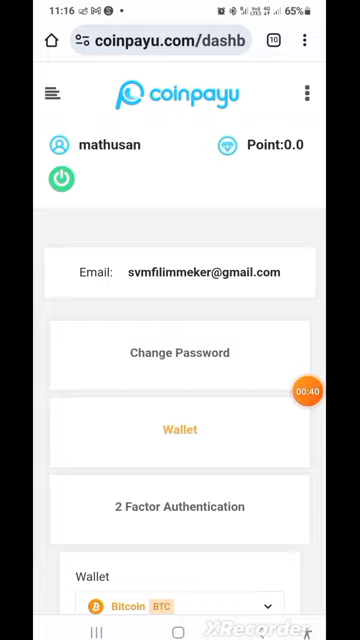 11:16
65%
coinpayu.com/dashb
10
coinpayu
mathusan
Point:0.0
Email: svmfilimmeker@gmail.com
Change Password
00:40
Wallet
2 Factor Authentication
Wallet
Bitcoin BTC
XRecorder